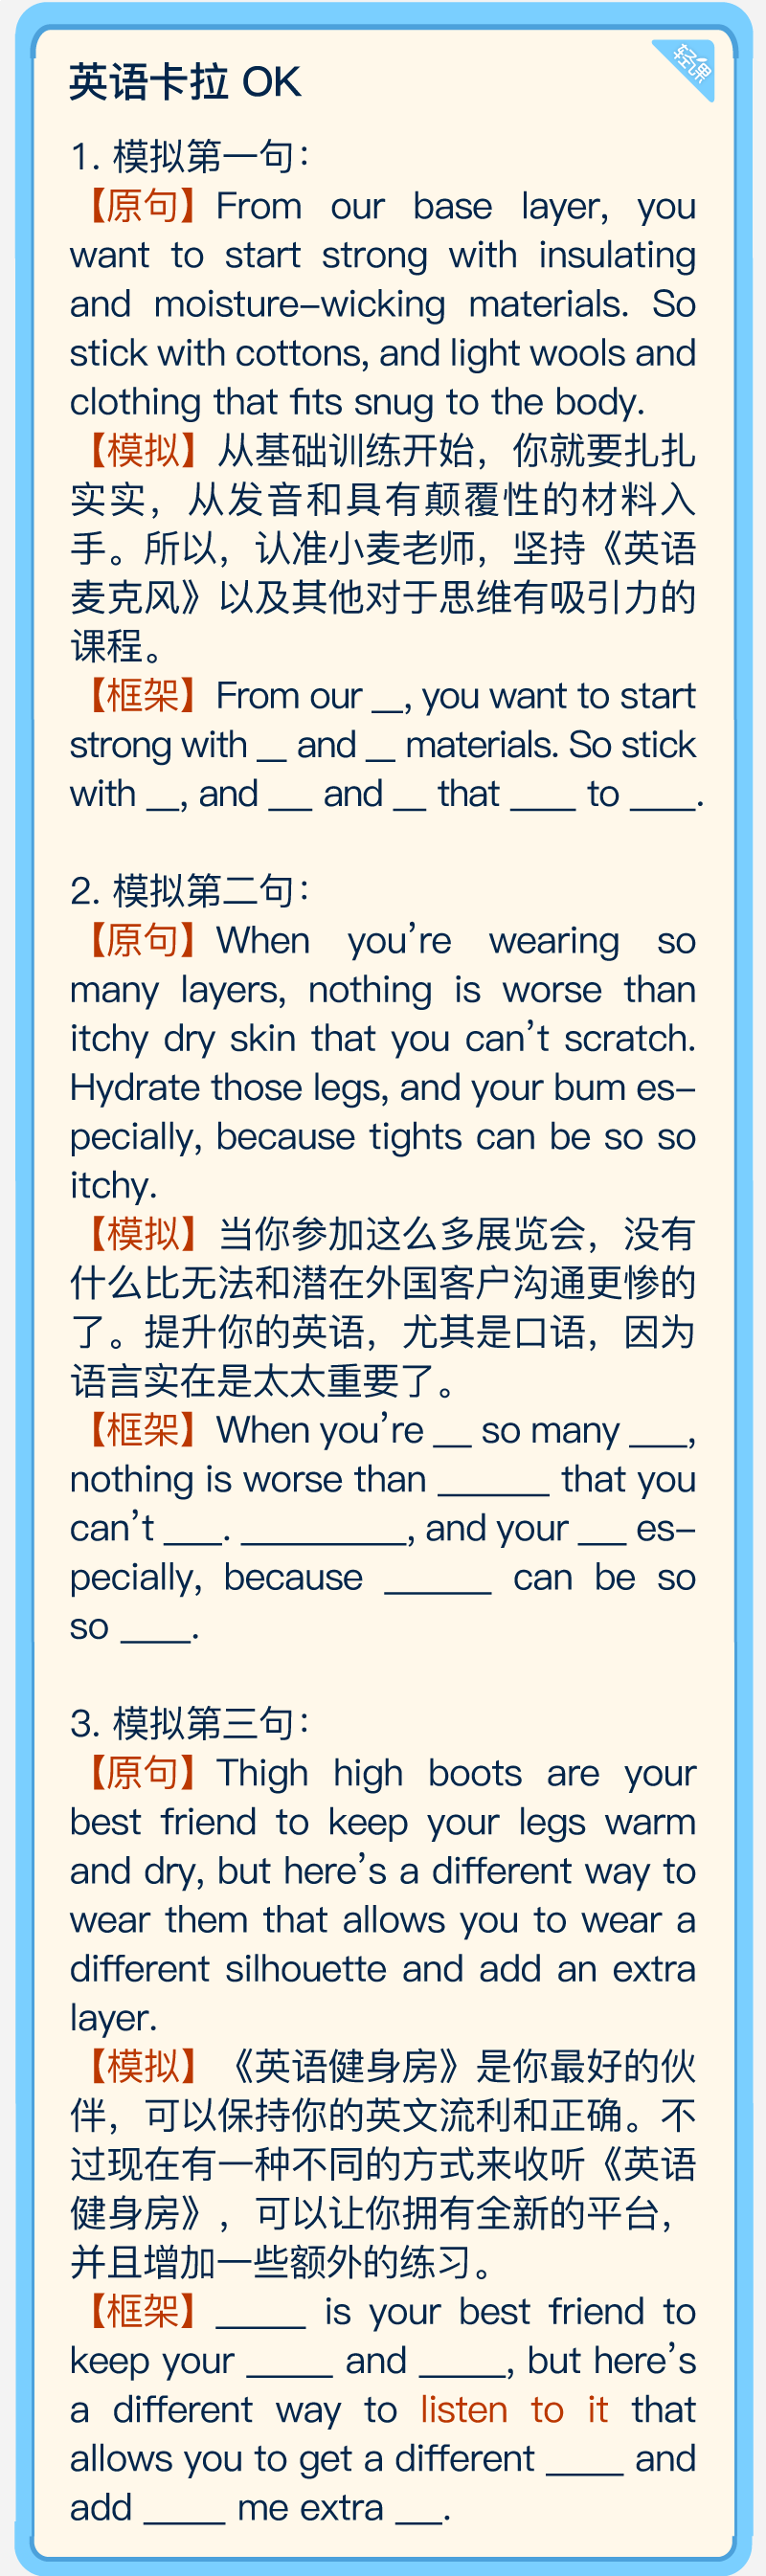 英语卡拉 OK
轻课
1. 模拟第一句：
【原句】From our base layer, you
want to start strong with insulating
and moisture-wicking materials. So
stick with cottons, and light wools and
clothing that fits snug to the body.
【模拟】从基础训练开始，你就要扎扎
实实，从发音和具有颠覆性的材料入
手。所以，认准小麦老师，坚持《英语
麦克风》以及其他对于思维有吸引力的
课程。
【框架】From our __, you want to start
strong with __ and __ materials. So stick
with __, and ___ and __ that ____ to ____.
2. 模拟第二句：
【原句】When you’re wearing so
many layers, nothing is worse than
itchy dry skin that you can’t scratch.
Hydrate those legs, and your bum es-
pecially, because tights can be so so
itchy.
【模拟】当你参加这么多展览会，没有
什么比无法和潜在外国客户沟通更惨的
了。提升你的英语，尤其是口语，因为
语言实在是太太重要了。
【框架】When you’re __ so many ___,
nothing is worse than ______ that you
can’t ___. _________, and your ___ es-
pecially, because ______ can be so
so ____.
3. 模拟第三句：
【原句】Thigh high boots are your
best friend to keep your legs warm
and dry, but here’s a different way to
wear them that allows you to wear a
different silhouette and add an extra
layer.
【模拟】《英语健身房》是你最好的伙
伴，可以保持你的英文流利和正确。不
过现在有一种不同的方式来收听《英语
健身房》，可以让你拥有全新的平台，
并且增加一些额外的练习。
【框架】_____ is your best friend to
keep your _____ and _____, but here’s
a different way to listen to it that
allows you to get a different ____ and
add _____ me extra ___.